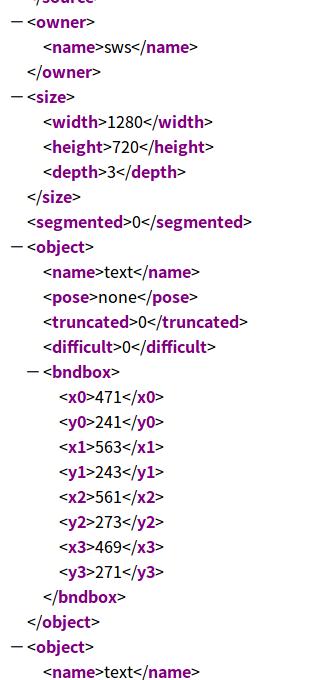 </source>
— <owner>
<name>sws</name>
</owner>
— <size>
<width>1280</width>
<height>720</height>
<depth>3</depth>
</size>
<segmented>0</segmented>
— <object>
<name>text</name>
<pose>none</pose>
<truncated>0</truncated>
<difficult>0</difficult>
— <bndbox>
<x0>471</x0>
<y0>241</y0>
<x1>563</x1>
<y1>243</y1>
<x2>561</x2>
<y2>273</y2>
<x3>469</x3>
<y3>271</y3>
</bndbox>
</object>
— <object>
<name>text</name>